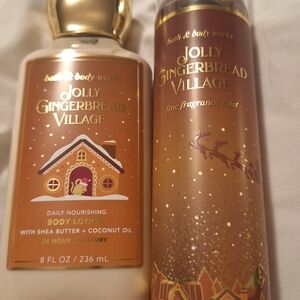 bath & body works
JOLLY
GINGERBREAD
VILLAGE
DAILY NOURISHING
BODY LOTION
WITH SHEA BUTTER + COCONUT OIL
24 HOUR MOISTURE
8 FL OZ / 236 mL
bath & body works
JOLLY
GINGERBREAD
VILLAGE
fine fragrance mist